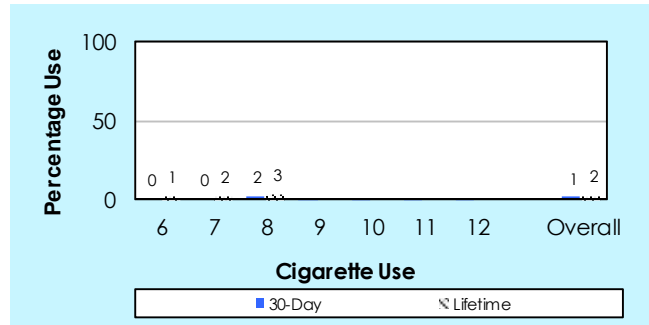 Percentage Use
100
50
0
0 1 0 2 2 3 1 2
6 7 8 9 10 11 12 Overall
Cigarette Use
30-Day Lifetime